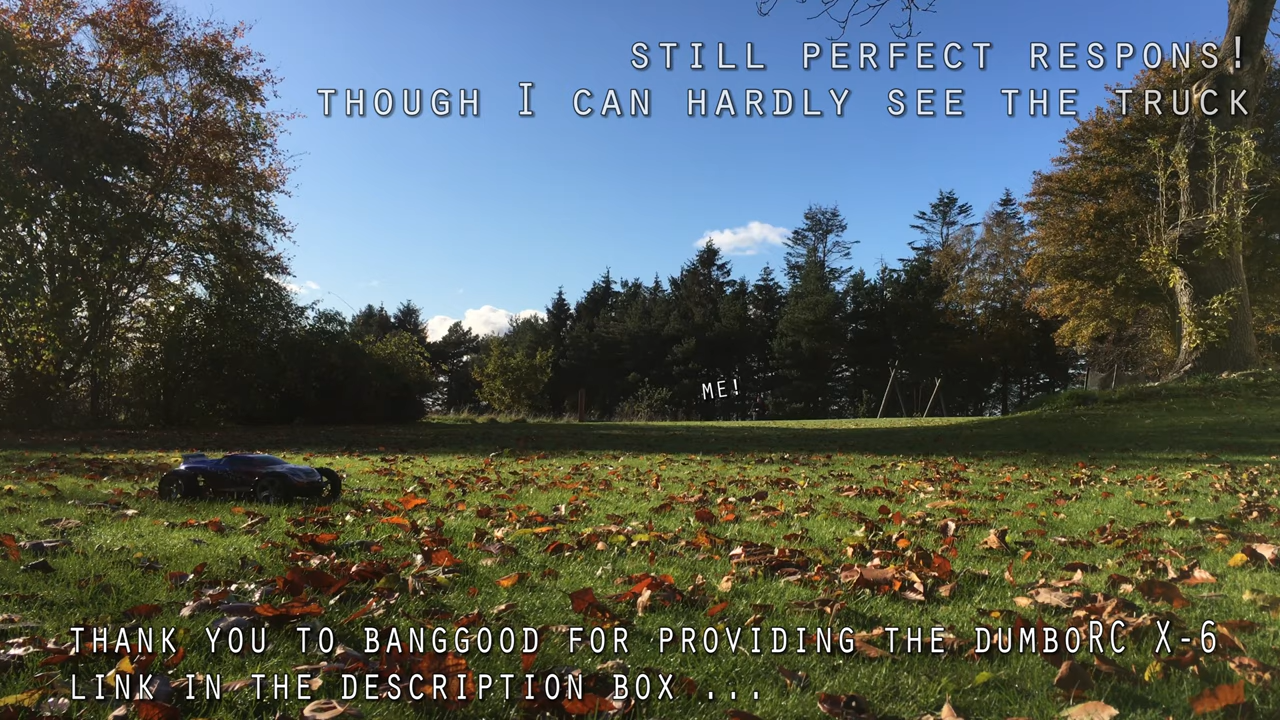 STILL PERFECT RESPONS!
THOUGH I CAN HARDLY SEE THE TRUCK
ME!
THANK YOU TO BANGGOOD FOR PROVIDING THE DUMBORC X-6
LINK IN THE DESCRIPTION BOX ...